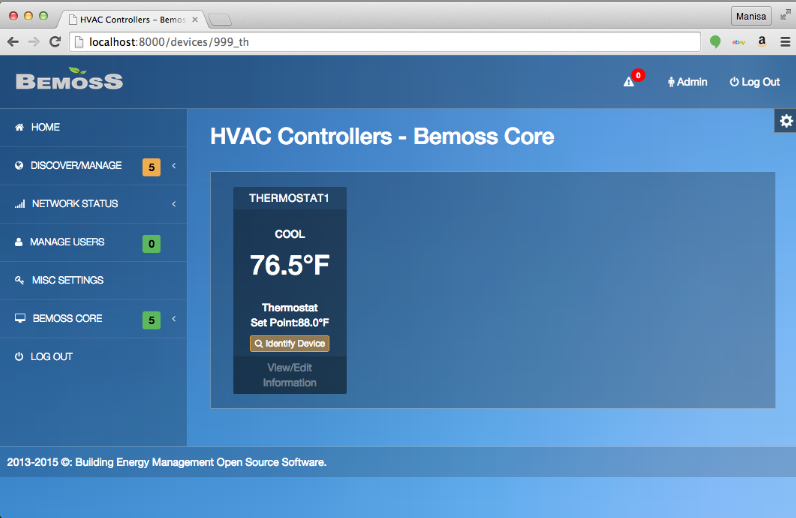 HVAC Controllers – Bemos
Manisa
localhost:8000/devices/999_th
ebay
a
BEMOSS
0
Admin
Log Out
HOME
DISCOVER/MANAGE 5
NETWORK STATUS
MANAGE USERS 0
MISC SETTINGS
BEMOSS CORE 5
LOG OUT
HVAC Controllers - Bemoss Core
THERMOSTAT1
COOL
76.5°F
Thermostat
Set Point:88.0°F
Identify Device
View/Edit
Information
2013-2015 ©: Building Energy Management Open Source Software.